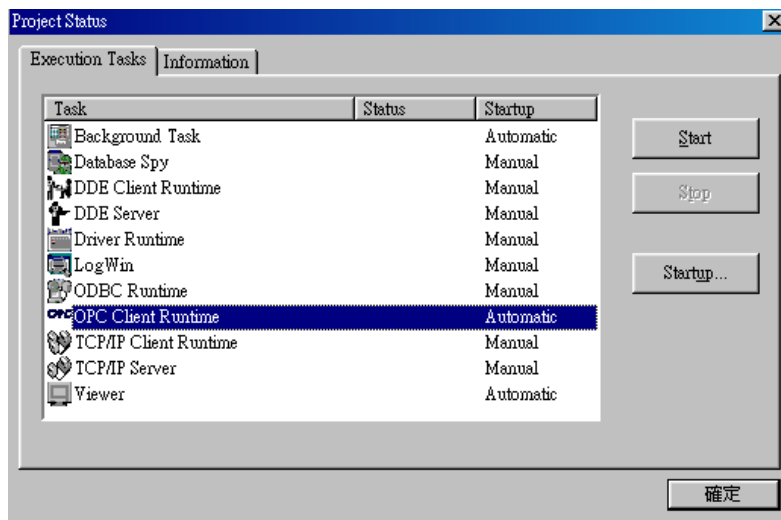 Project Status
Execution Tasks Information
Task Status Startup
Background Task Automatic
Database Spy Manual
DDE Client Runtime Manual
DDE Server Manual
Driver Runtime Manual
LogWin Manual
ODBC Runtime Manual
OPC OPC Client Runtime Automatic
TCP/IP Client Runtime Manual
TCP/IP Server Manual
Viewer Automatic
Start
Stop
Startup...
確定